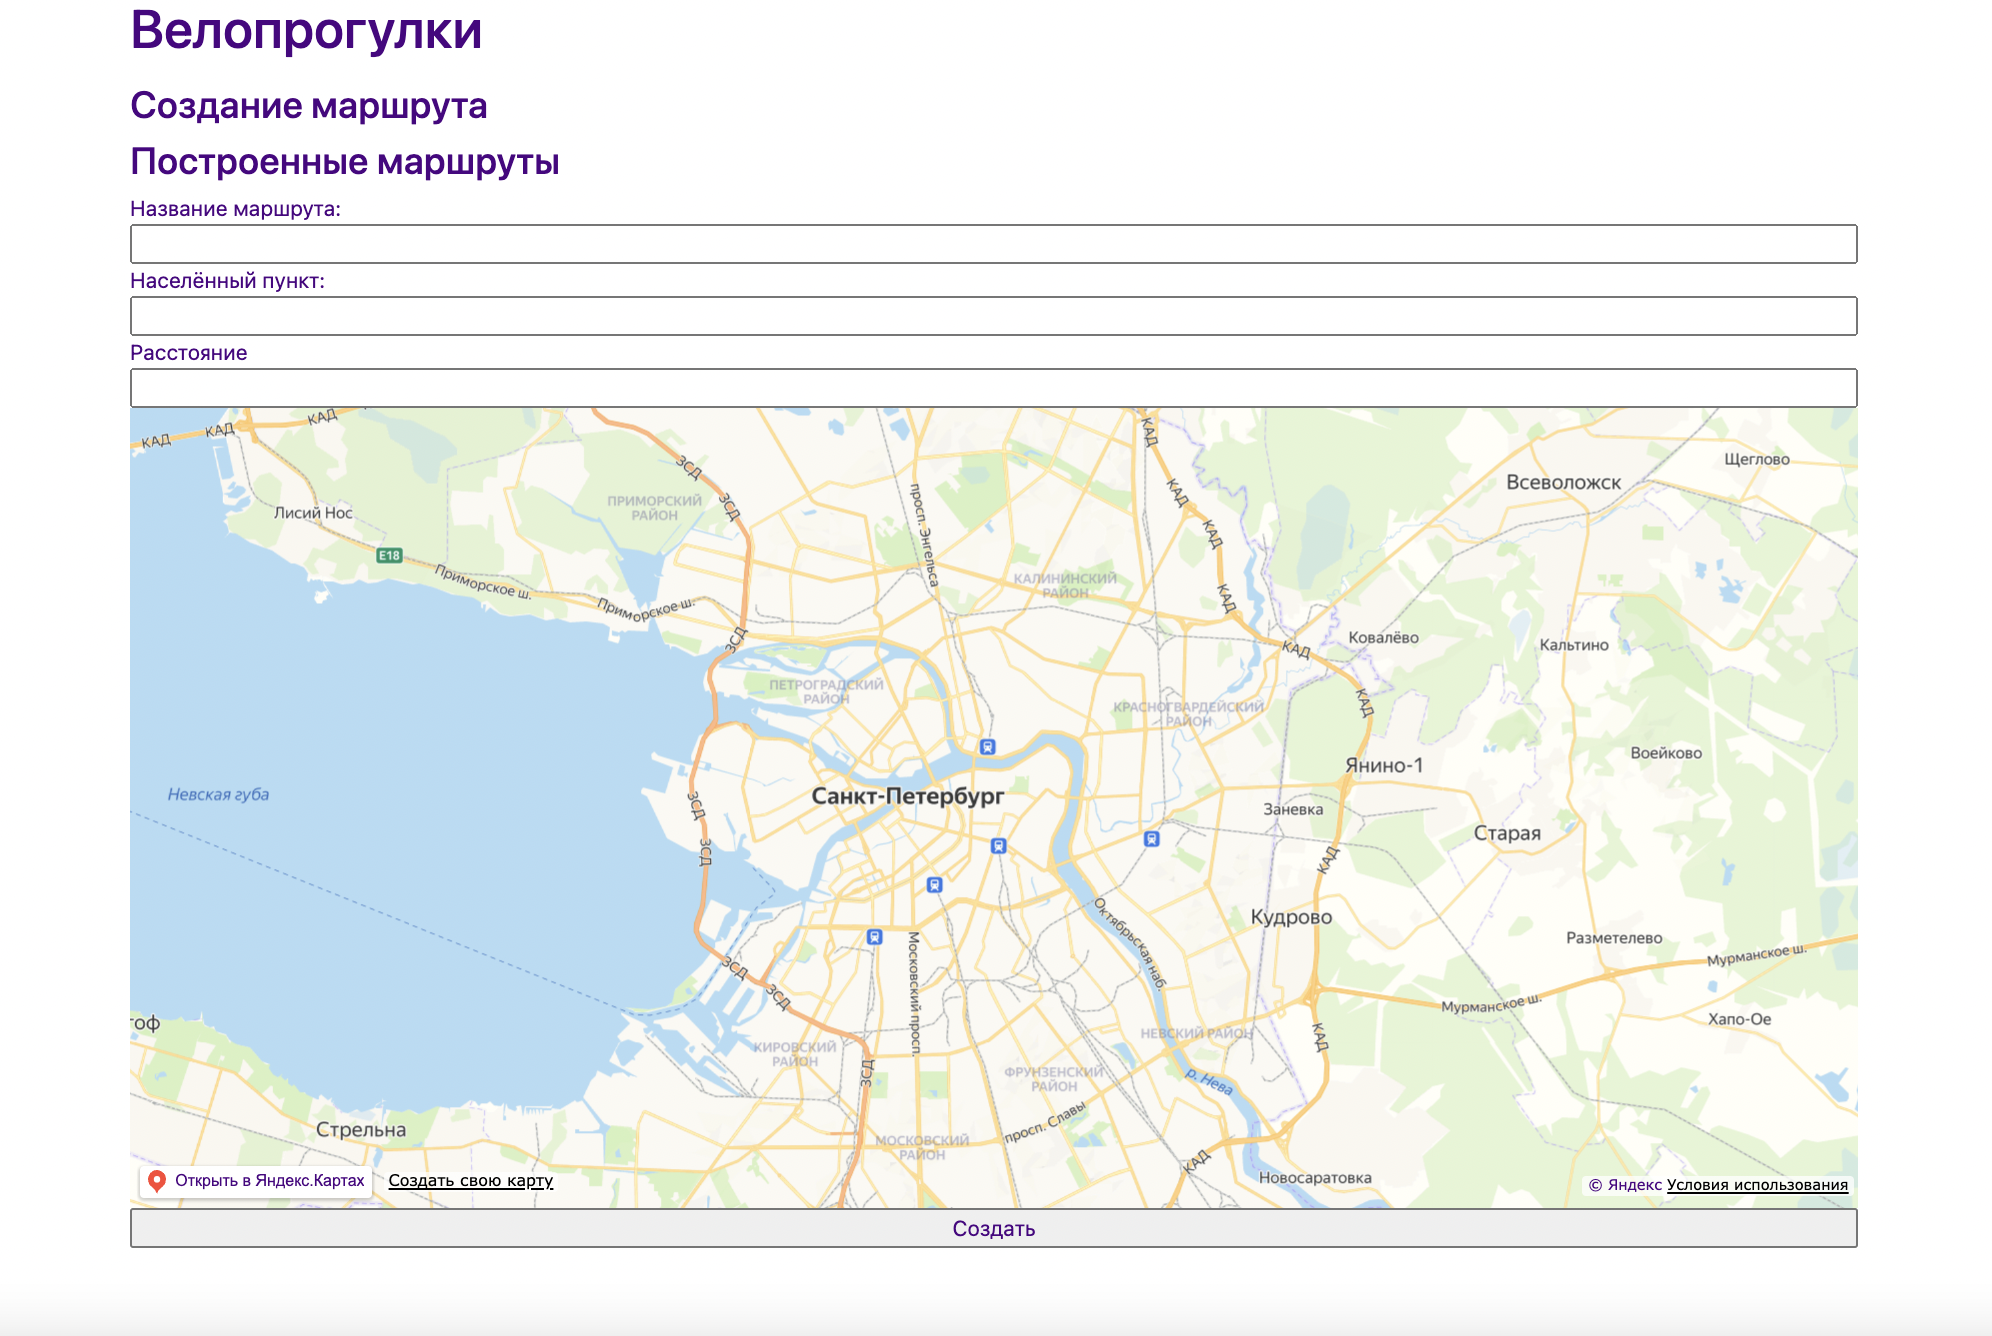 Велопрогулки
Создание маршрута
Построенные маршруты
Название маршрута:
Населённый пункт:
Расстояние
КАД
КАД
КАД
ЗСД
КАД
Щеглово
Всеволожск
ПРИМОРСКИЙ
РАЙОН
ЗСД
просп. Энгельса
КАД
Лисий Нос
КАД
E18
Приморское ш.
КАЛИНИНСКИЙ
РАЙОН
КАД
Приморское ш.
ЗСД
Ковалёво
КАД
Кальтино
ПЕТРОГРАДСКИЙ
РАЙОН
КРАСНОГВАРДЕЙСКИЙ
РАЙОН
КАД
Воейково
Янино-1
Невская губа
Санкт-Петербург
ЗСД
Заневка
Старая
ЗСД
КАД
Кудрово
Октябрьская наб.
Разметелево
Мурманское ш.
ЗСД
Московский просп.
ЗСД
Мурманское ш.
гоф
Хапо-Ое
НЕВСКИЙ РАЙОН
КАД
КИРОВСКИЙ
РАЙОН
ЗСД
ФРУНЗЕНСКИЙ
РАЙОН
р. Нева
Стрельна
просп. Славы
МОСКОВСКИЙ
РАЙОН
КАД
Новосаратовка
Открыть в Яндекс.Картах
Создать свою карту
© Яндекс Условия использования
Создать